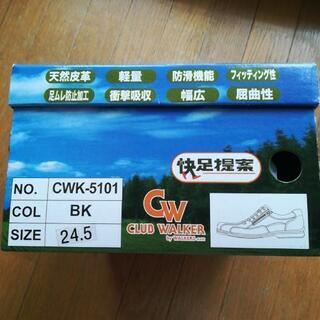 天然皮革 軽量 防滑機能 フィッティング性
足ムレ防止加工 衝撃吸収 幅広 屈曲性
快足提案
NO. CWK-5101
COL BK
SIZE 24.5
CW
CLUD WALKER